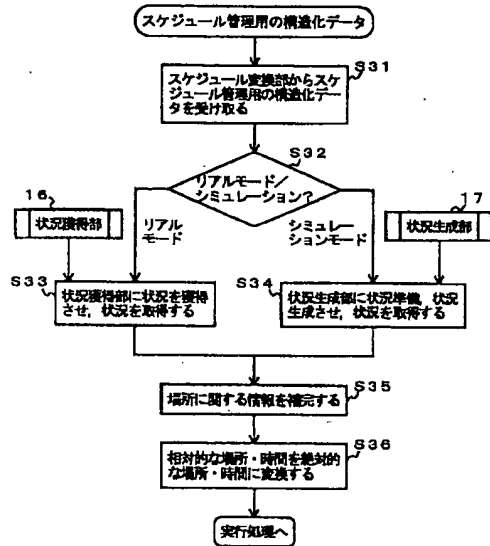 スケジュール管理用の構造化データ
S31
スケジュール変換部からスケ
ジュール管理用の構造化デー
タを受け取る
S32
リアルモード／
シミュレーション？
16
状況獲得部
リアル
モード
シミュレー
ションモード
17
状況生成部
S33
状況獲得部に状況を獲得
させ，状況を取得する
S34
状況生成部に状況準備，状況
生成させ，状況を取得する
S35
場所に関する情報を補完する
S36
相対的な場所・時間を絶対的
な場所・時間に変換する
実行処理へ